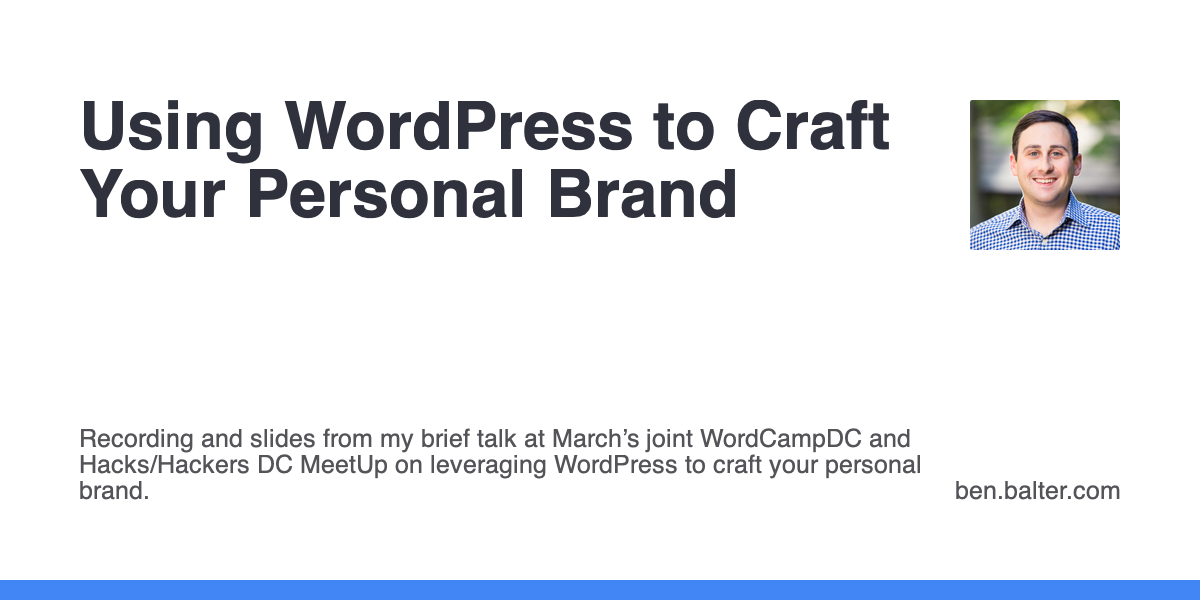 Using WordPress to Craft
Your Personal Brand
Recording and slides from my brief talk at March’s joint WordCampDC and
Hacks/Hackers DC MeetUp on leveraging WordPress to craft your personal
brand.
ben.balter.com